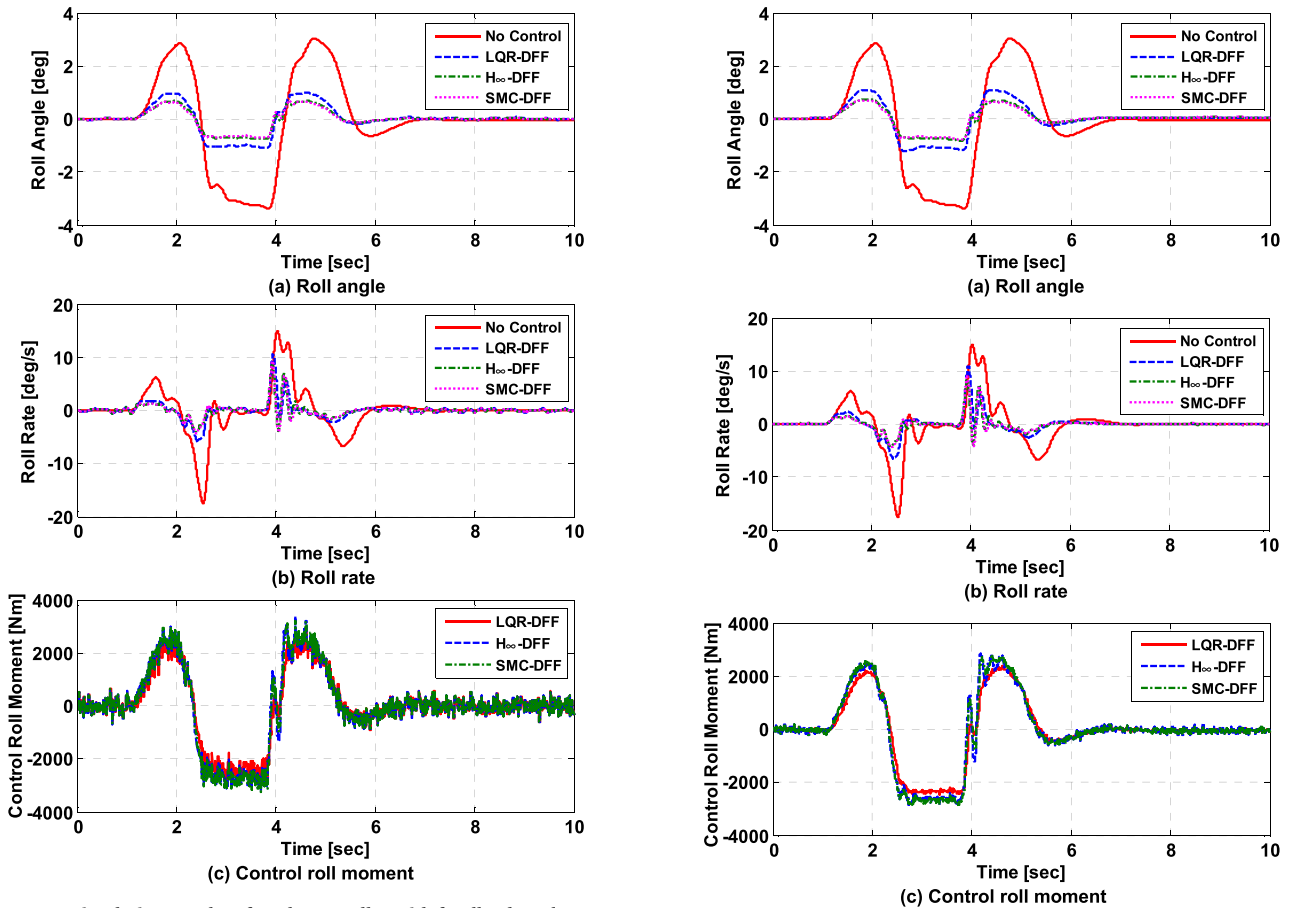 4
2
0
-2
-4
Roll Angle [deg]
No Control
LQR-DFF
H∞-DFF
SMC-DFF
0 2 4 6 8 10
Time [sec]
(a) Roll angle
20
10
0
-10
-20
Roll Rate [deg/s]
No Control
LQR-DFF
H∞-DFF
SMC-DFF
0 2 4 6 8 10
Time [sec]
(b) Roll rate
4000
2000
0
-2000
-4000
Control Roll Moment [Nm]
LQR-DFF
H∞-DFF
SMC-DFF
0 2 4 6 8 10
Time [sec]
(c) Control roll moment
4
2
0
-2
-4
Roll Angle [deg]
No Control
LQR-DFF
H∞-DFF
SMC-DFF
0 2 4 6 8 10
Time [sec]
(a) Roll angle
20
10
0
-10
-20
Roll Rate [deg/s]
No Control
LQR-DFF
H∞-DFF
SMC-DFF
0 2 4 6 8 10
Time [sec]
(b) Roll rate
4000
2000
0
-2000
-4000
Control Roll Moment [Nm]
LQR-DFF
H∞-DFF
SMC-DFF
0 2 4 6 8 10
Time [sec]
(c) Control roll moment